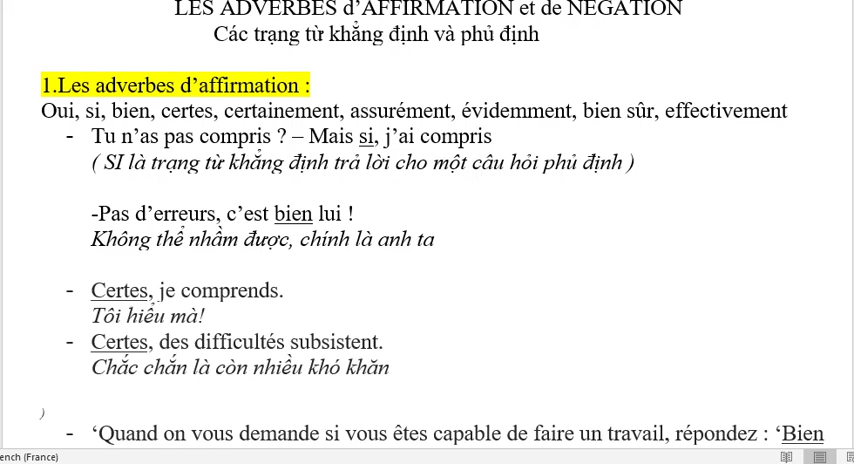 LES ADVERBES d’AFFIRMATION et de NEGATION
Các trạng từ khẳng định và phủ định
1.Les adverbes d’affirmation :
Oui, si, bien, certes, certainement, assurément, évidemment, bien sûr, effectivement
- Tu n’as pas compris ? – Mais si, j’ai compris
( SI là trạng từ khẳng định trả lời cho một câu hỏi phủ định )
-Pas d’erreurs, c’est bien lui !
Không thể nhầm được, chính là anh ta
- Certes, je comprends.
Tôi hiểu mà!
- Certes, des difficultés subsistent.
Chắc chắn là còn nhiều khó khăn
)
- ‘Quand on vous demande si vous êtes capable de faire un travail, répondez : ‘Bien
ench (France)